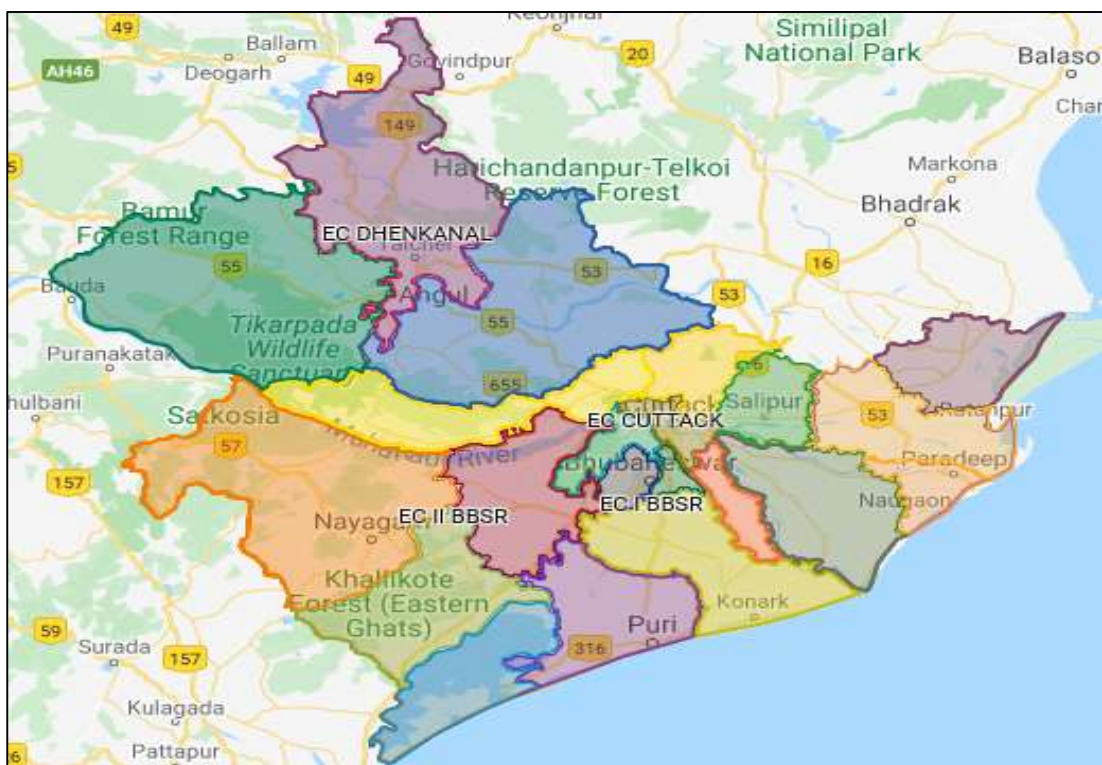 Keonjhar
49
Ballam
Similipal
National Park
20
Balaso
Govindpur
AH46
Deogarh
49
Char
149
Harichandanpur-Telkoi
Reserve Forest
Markona
Bhadrak
Forest Range
EC DHENKANAL
Talcher
55
53
16
Bauda
Angul
53
55
Tikarpada
Wildlife
Sanctuary
Puranakatak
655
16
hulbani
Satkosia
Salipur
Ratanpur
57
EC CUTTACK
53
Mahanadi River
Bhubaneswar
Paradeep
157
EC II BBSR
EC I BBSR
Naugaon
Nayagarh
Khallikote
Forest (Eastern
Ghats)
Konark
59
Puri
Surada
157
316
Kulagada
Pattapur